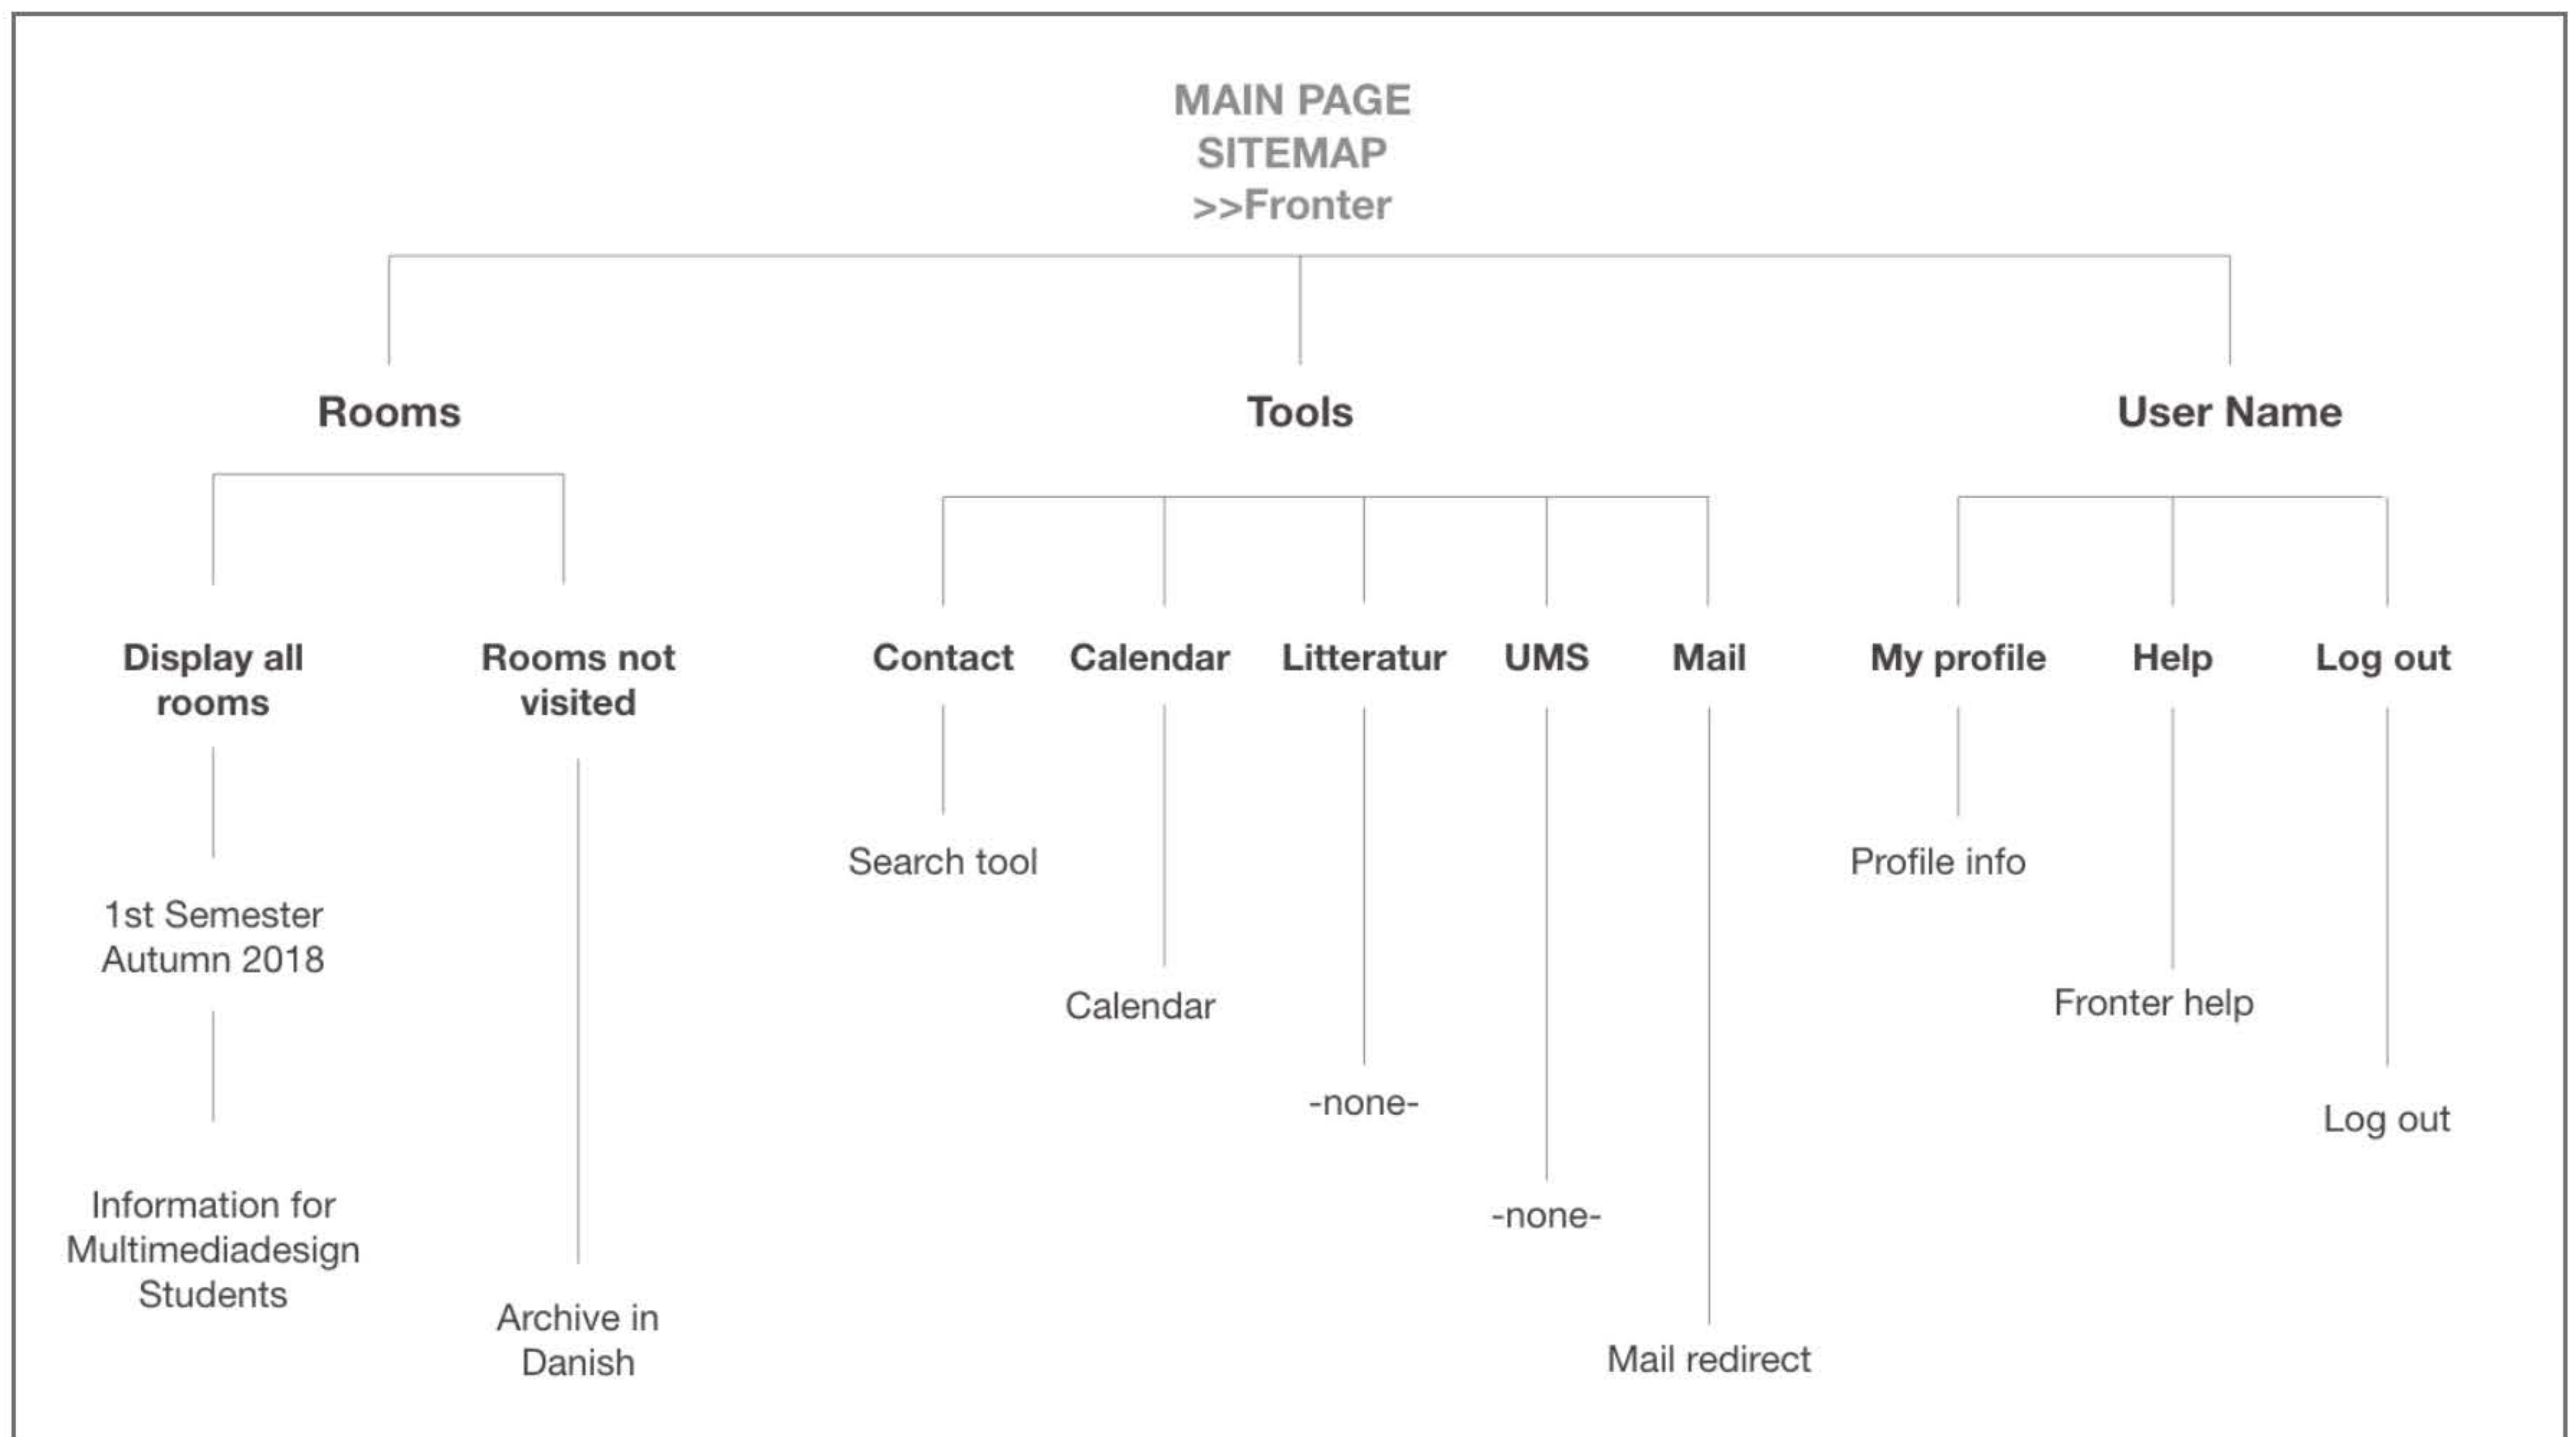 MAIN PAGE
SITEMAP
>>Fronter
Rooms
Tools
User Name
Display all
rooms
Rooms not
visited
Contact
Calendar
Litteratur
UMS
Mail
My profile
Help
Log out
1st Semester
Autumn 2018
Information for
Multimediadesign
Students
Archive in
Danish
Search tool
Calendar
-none-
-none-
Mail redirect
Profile info
Fronter help
Log out